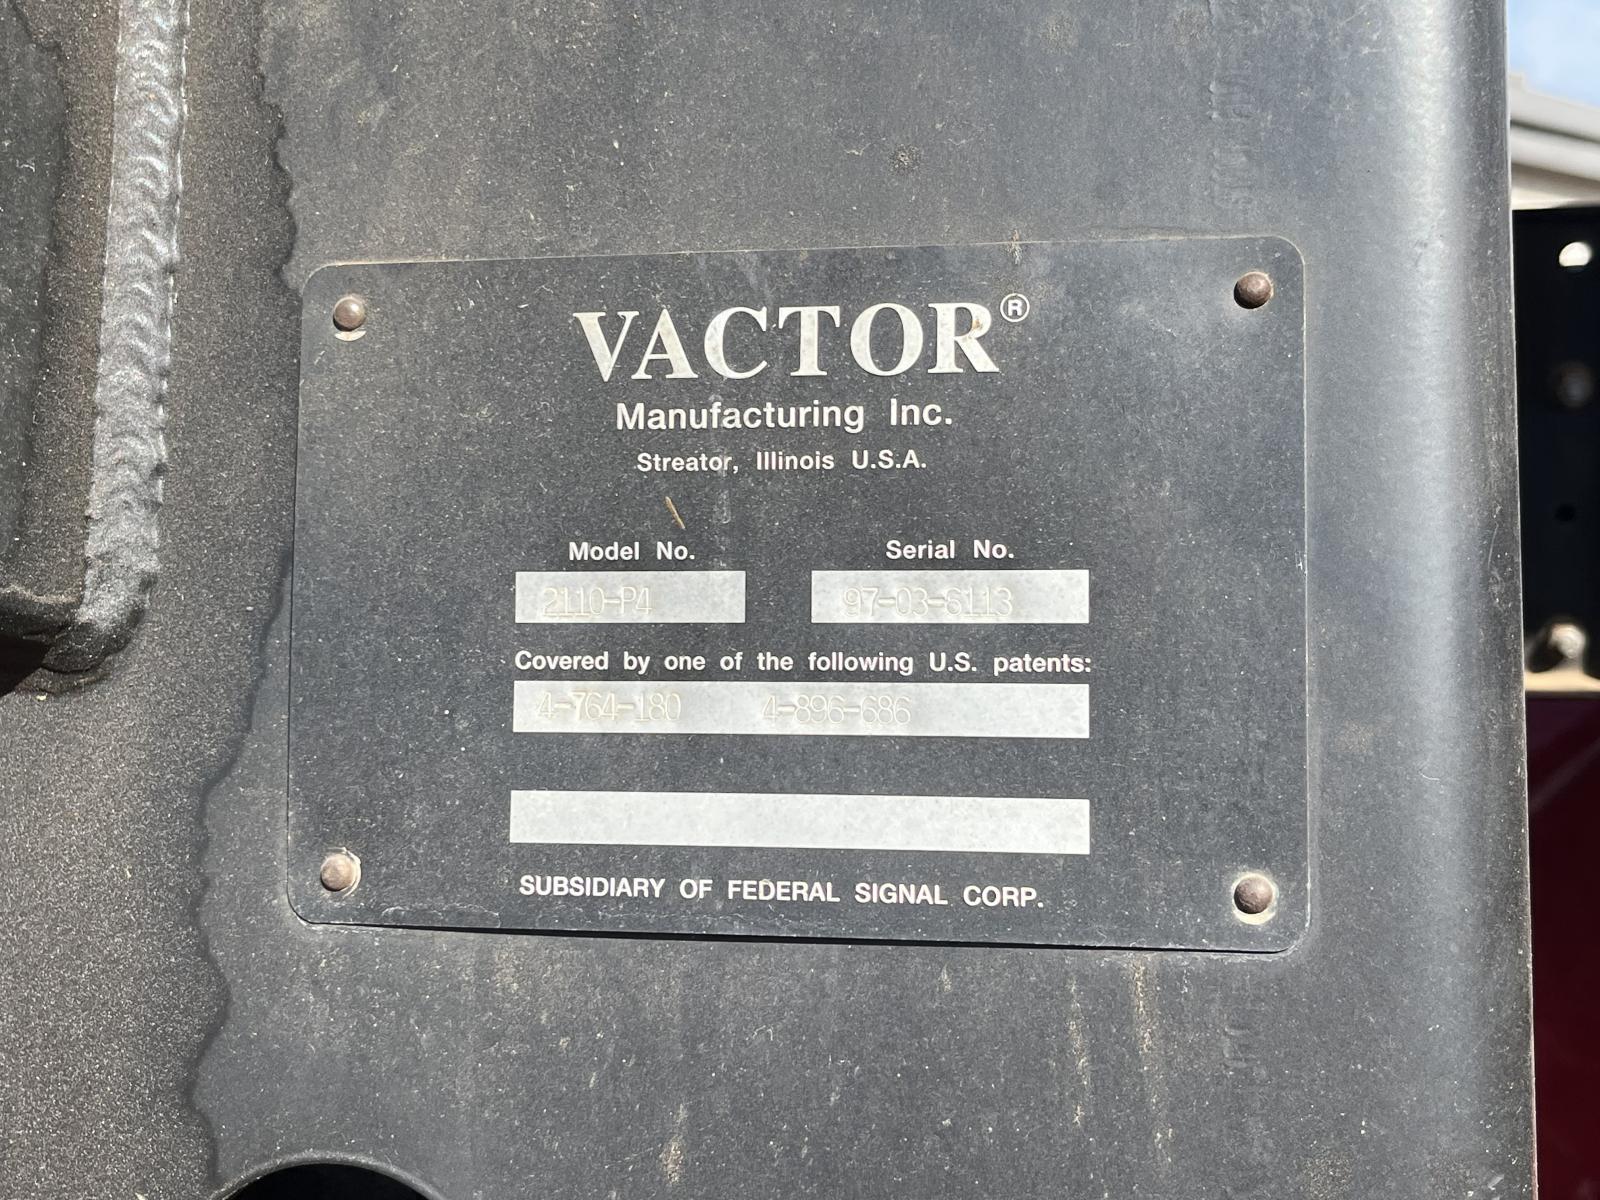 VACTOR®
Manufacturing Inc.
Streator, Illinois U.S.A.
Model No. Serial No.
2110-P4 97-03-6113
Covered by one of the following U.S. patents:
4-764-180 4-896-686
SUBSIDIARY OF FEDERAL SIGNAL CORP.